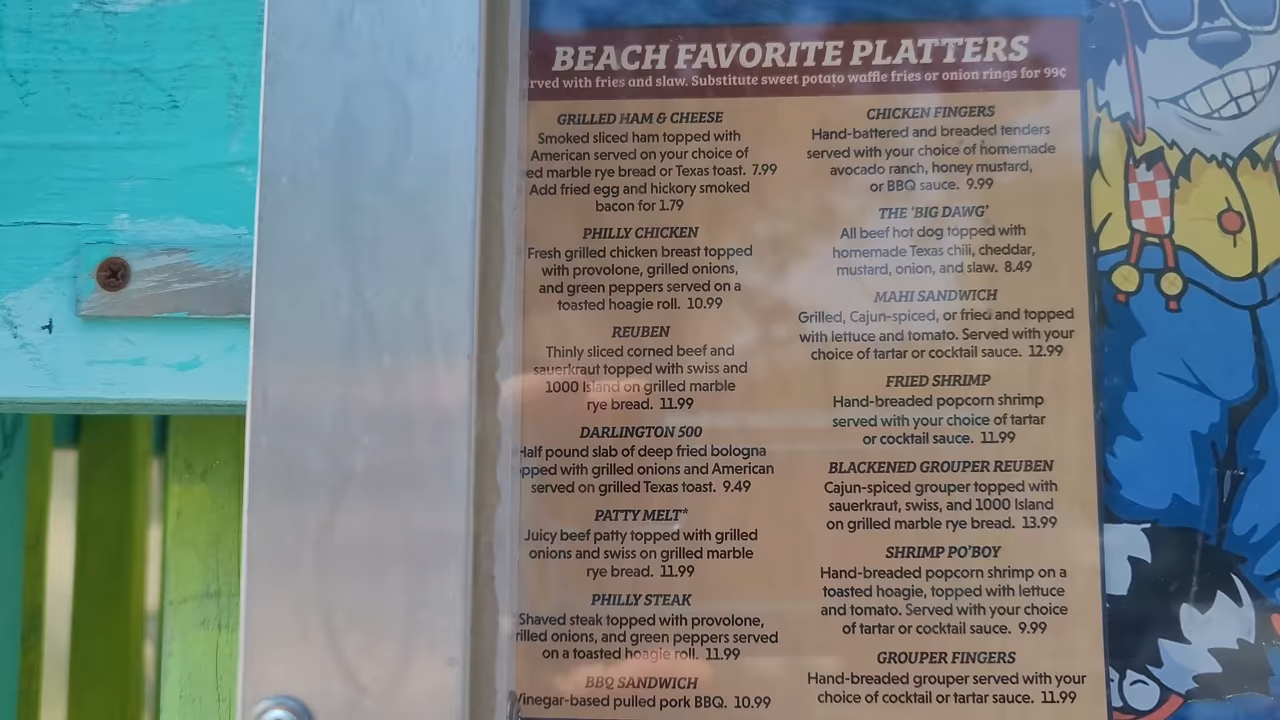 BEACH FAVORITE PLATTERS
rved with fries and slaw. Substitute sweet potato waffle fries or onion rings for 99¢
GRILLED HAM & CHEESE
Smoked sliced ham topped with
American served on your choice of
ed marble rye bread or Texas toast. 7.99
Add fried egg and hickory smoked
bacon for 1.79
PHILLY CHICKEN
Fresh grilled chicken breast topped
with provolone, grilled onions,
and green peppers served on a
toasted hoagie roll. 10.99
REUBEN
Thinly sliced corned beef and
sauerkraut topped with swiss and
1000 Island on grilled marble
rye bread. 11.99
DARLINGTON 500
Half pound slab of deep fried bologna
pped with grilled onions and American
served on grilled Texas toast. 9.49
PATTY MELT*
Juicy beef patty topped with grilled
onions and swiss on grilled marble
rye bread. 11.99
PHILLY STEAK
Shaved steak topped with provolone,
rilled onions, and green peppers served
on a toasted hoagie roll. 11.99
BBQ SANDWICH
Vinegar-based pulled pork BBQ. 10.99
CHICKEN FINGERS
Hand-battered and breaded tenders
served with your choice of homemade
avocado ranch, honey mustard,
or BBQ sauce. 9.99
THE 'BIG DAWG'
All beef hot dog topped with
homemade Texas chili, cheddar,
mustard, onion, and slaw. 8.49
MAHI SANDWICH
Grilled, Cajun-spiced, or fried and topped
with lettuce and tomato. Served with your
choice of tartar or cocktail sauce. 12.99
FRIED SHRIMP
Hand-breaded popcorn shrimp
served with your choice of tartar
or cocktail sauce. 11.99
BLACKENED GROUPER REUBEN
Cajun-spiced grouper topped with
sauerkraut, swiss, and 1000 Island
on grilled marble rye bread. 13.99
SHRIMP PO'BOY
Hand-breaded popcorn shrimp on a
toasted hoagie, topped with lettuce
and tomato. Served with your choice
of tartar or cocktail sauce. 9.99
GROUPER FINGERS
Hand-breaded grouper served with your
choice of cocktail or tartar sauce. 11.99